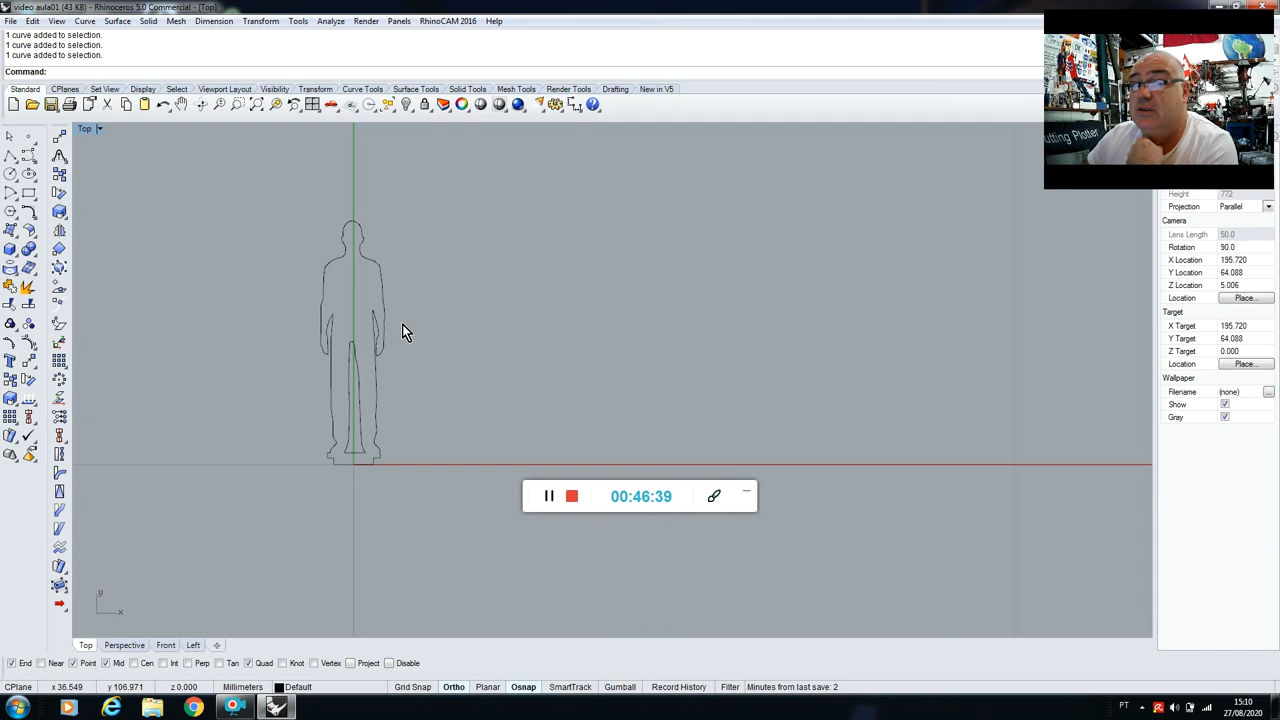 video aula01 (43 KB) - Rhinoceros 5.0 Commercial - [Top]
File Edit View Curve Surface Solid Mesh Dimension Transform Tools Analyze Render Panels RhinoCAM 2016 Help
1 curve added to selection.
1 curve added to selection.
1 curve added to selection.
Command:
Standard CPlanes Set View Display Select Viewport Layout Visibility Transform Curve Tools Surface Tools Solid Tools Mesh Tools Render Tools Drafting New in V5
Top
utting Plotter
Height 772
Projection Parallel
Camera
Lens Length 50.0
Rotation 90.0
X Location 195.720
Y Location 64.088
Z Location 5.006
Location Place...
Target
X Target 195.720
Y Target 64.088
Z Target 0.000
Location Place...
Wallpaper
Filename (none) ...
Show
Gray
00:46:39
y
x
Top Perspective Front Left
End Near Point Mid Cen Int Perp Tan Quad Knot Vertex Project Disable
CPlane x 36.549 y 106.971 z 0.000 Millimeters Default Grid Snap Ortho Planar Osnap SmartTrack Gumball Record History Filter Minutes from last save: 2
PT 15:10
27/08/2020